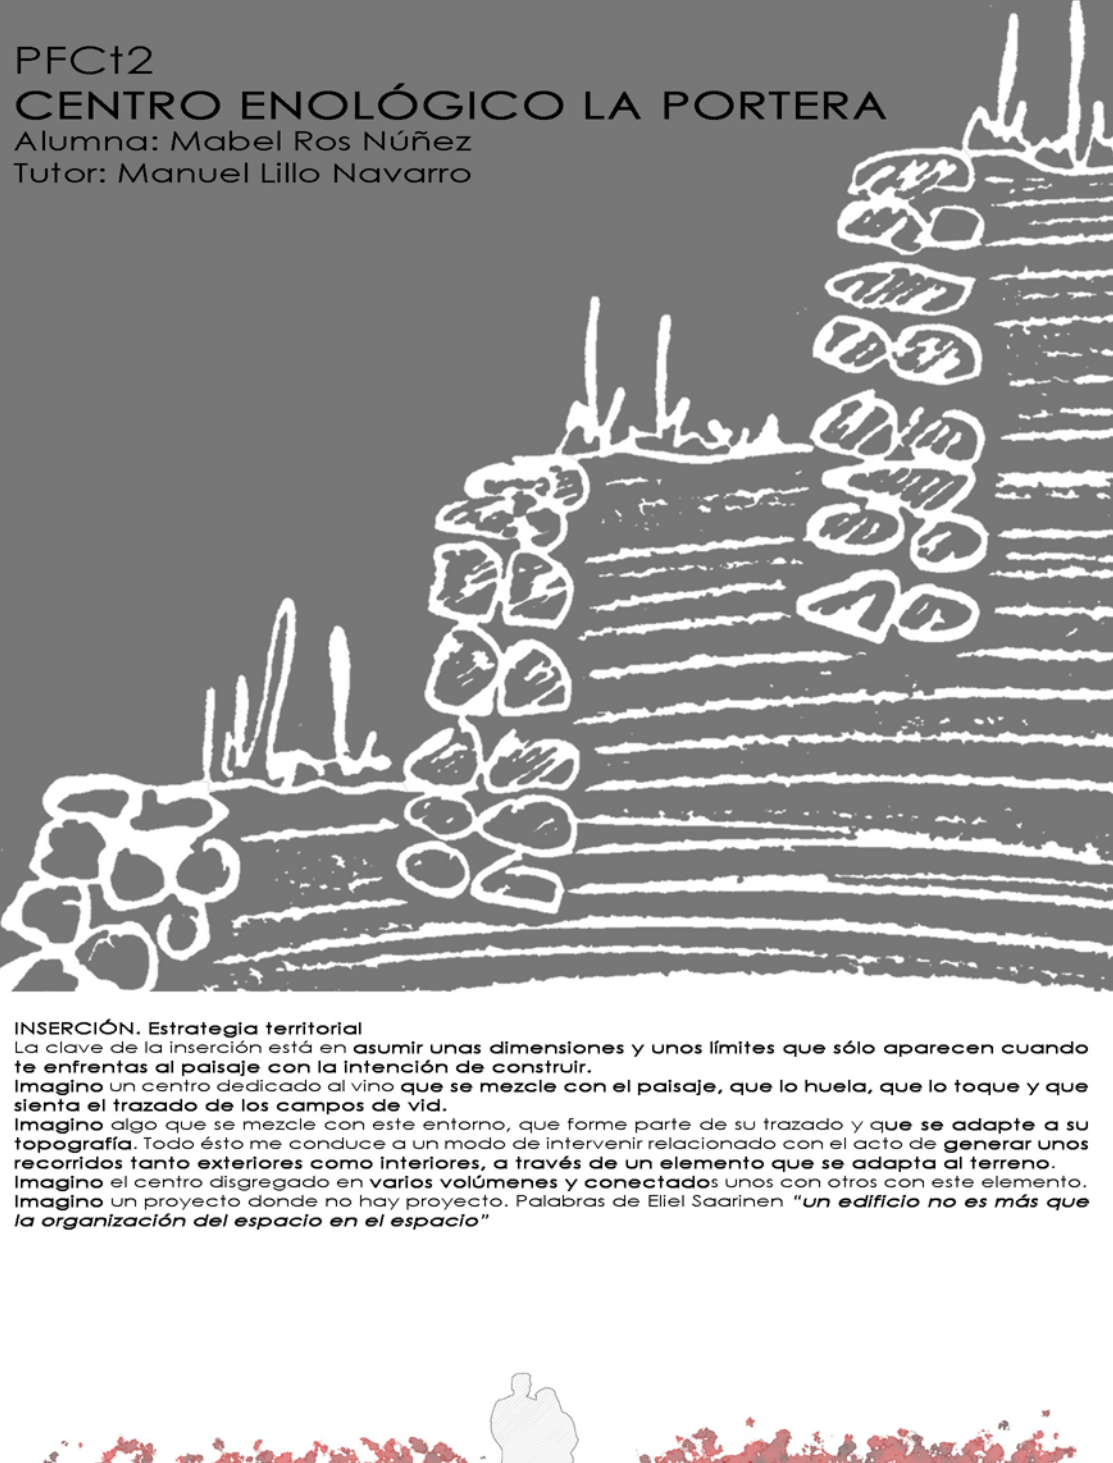 PFCt2
CENTRO ENOLÓGICO LA PORTERA
Alumna: Mabel Ros Núñez
Tutor: Manuel Lillo Navarro
INSERCIÓN. Estrategia territorial
La clave de la inserción está en asumir unas dimensiones y unos límites que sólo aparecen cuando
te enfrentas al paisaje con la intención de construir.
Imagino un centro dedicado al vino que se mezcle con el paisaje, que lo huela, que lo toque y que
sienta el trazado de los campos de vid.
Imagino algo que se mezcle con este entorno, que forme parte de su trazado y que se adapte a su
topografía. Todo ésto me conduce a un modo de intervenir relacionado con el acto de generar unos
recorridos tanto exteriores como interiores, a través de un elemento que se adapta al terreno.
Imagino el centro disgregado en varios volúmenes y conectados unos con otros con este elemento.
Imagino un proyecto donde no hay proyecto. Palabras de Eliel Saarinen “un edificio no es más que
la organización del espacio en el espacio”